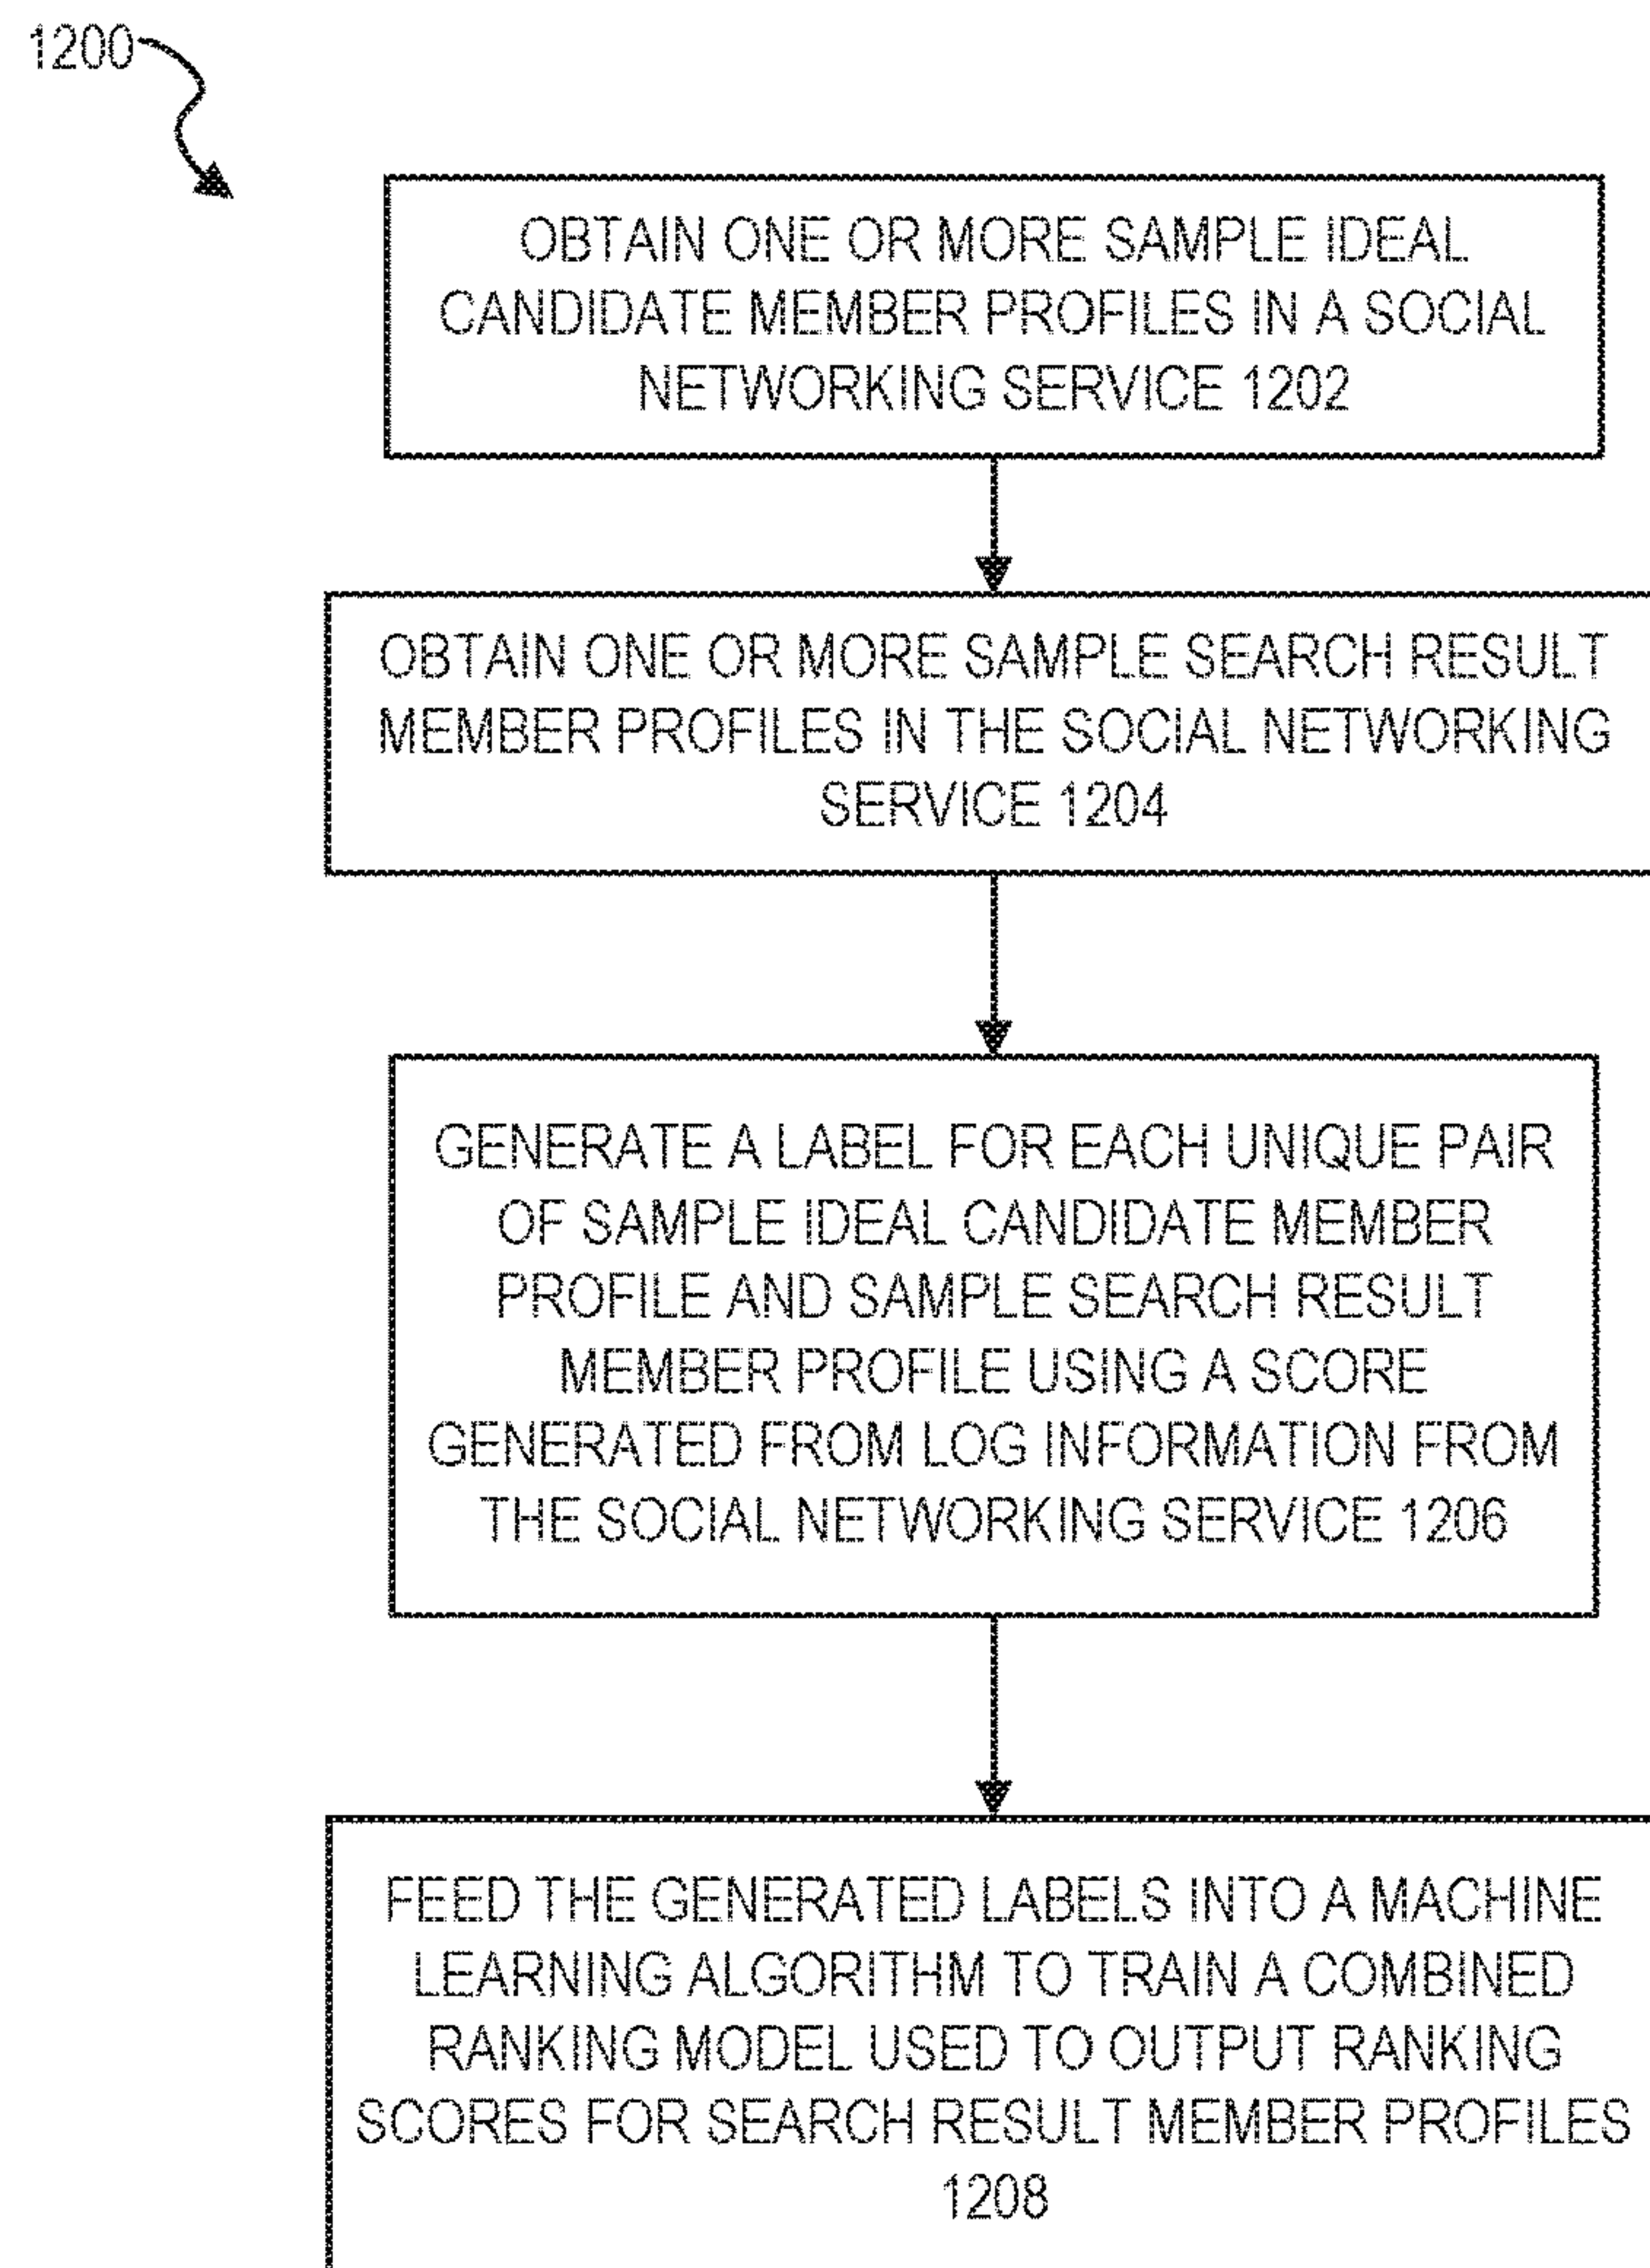 1200
OBTAIN ONE OR MORE SAMPLE IDEAL
CANDIDATE MEMBER PROFILES IN A SOCIAL
NETWORKING SERVICE 1202
OBTAIN ONE OR MORE SAMPLE SEARCH RESULT
MEMBER PROFILES IN THE SOCIAL NETWORKING
SERVICE 1204
GENERATE A LABEL FOR EACH UNIQUE PAIR
OF SAMPLE IDEAL CANDIDATE MEMBER
PROFILE AND SAMPLE SEARCH RESULT
MEMBER PROFILE USING A SCORE
GENERATED FROM LOG INFORMATION FROM
THE SOCIAL NETWORKING SERVICE 1206
FEED THE GENERATED LABELS INTO A MACHINE
LEARNING ALGORITHM TO TRAIN A COMBINED
RANKING MODEL USED TO OUTPUT RANKING
SCORES FOR SEARCH RESULT MEMBER PROFILES
1208